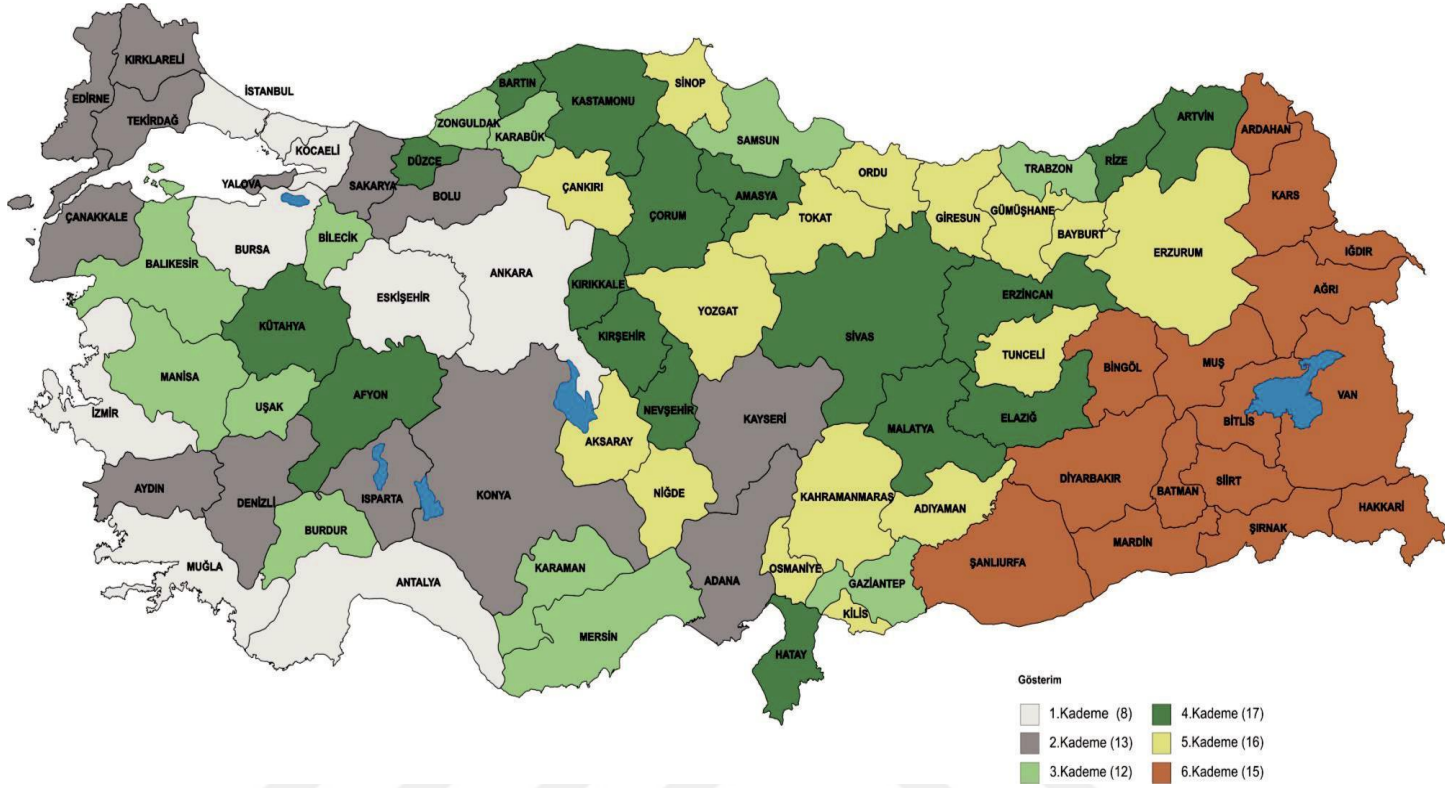 KIRKLARELİ
EDİRNE
TEKİRDAĞ
İSTANBUL
KOCAELİ
YALOVA
SAKARYA
DÜZCE
BOLU
ZONGULDAK
BARTIN
KARABÜK
KASTAMONU
SİNOP
SAMSUN
ÇANKIRI
ÇORUM
AMASYA
TOKAT
ORDU
GİRESUN
GÜMÜŞHANE
TRABZON
BAYBURT
RİZE
ARTVİN
ARDAHAN
KARS
IĞDIR
AĞRI
ERZURUM
ERZİNCAN
TUNCELİ
BİNGÖL
MUŞ
VAN
BİTLİS
ÇANAKKALE
BALIKESİR
BURSA
BİLECİK
ESKİŞEHİR
ANKARA
KIRIKKALE
KIRŞEHİR
YOZGAT
SİVAS
KÜTAHYA
MANİSA
UŞAK
AFYON
İZMİR
AYDIN
DENİZLİ
ISPARTA
BURDUR
KONYA
AKSARAY
NEVŞEHİR
NİĞDE
KAYSERİ
MALATYA
ELAZIĞ
KAHRAMANMARAŞ
ADIYAMAN
DİYARBAKIR
BATMAN
SİİRT
ŞIRNAK
HAKKARİ
MARDİN
ŞANLIURFA
MUĞLA
ANTALYA
KARAMAN
MERSİN
ADANA
OSMANİYE
GAZİANTEP
KİLİS
HATAY
Gösterim
1.Kademe (8)
2.Kademe (13)
3.Kademe (12)
4.Kademe (17)
5.Kademe (16)
6.Kademe (15)